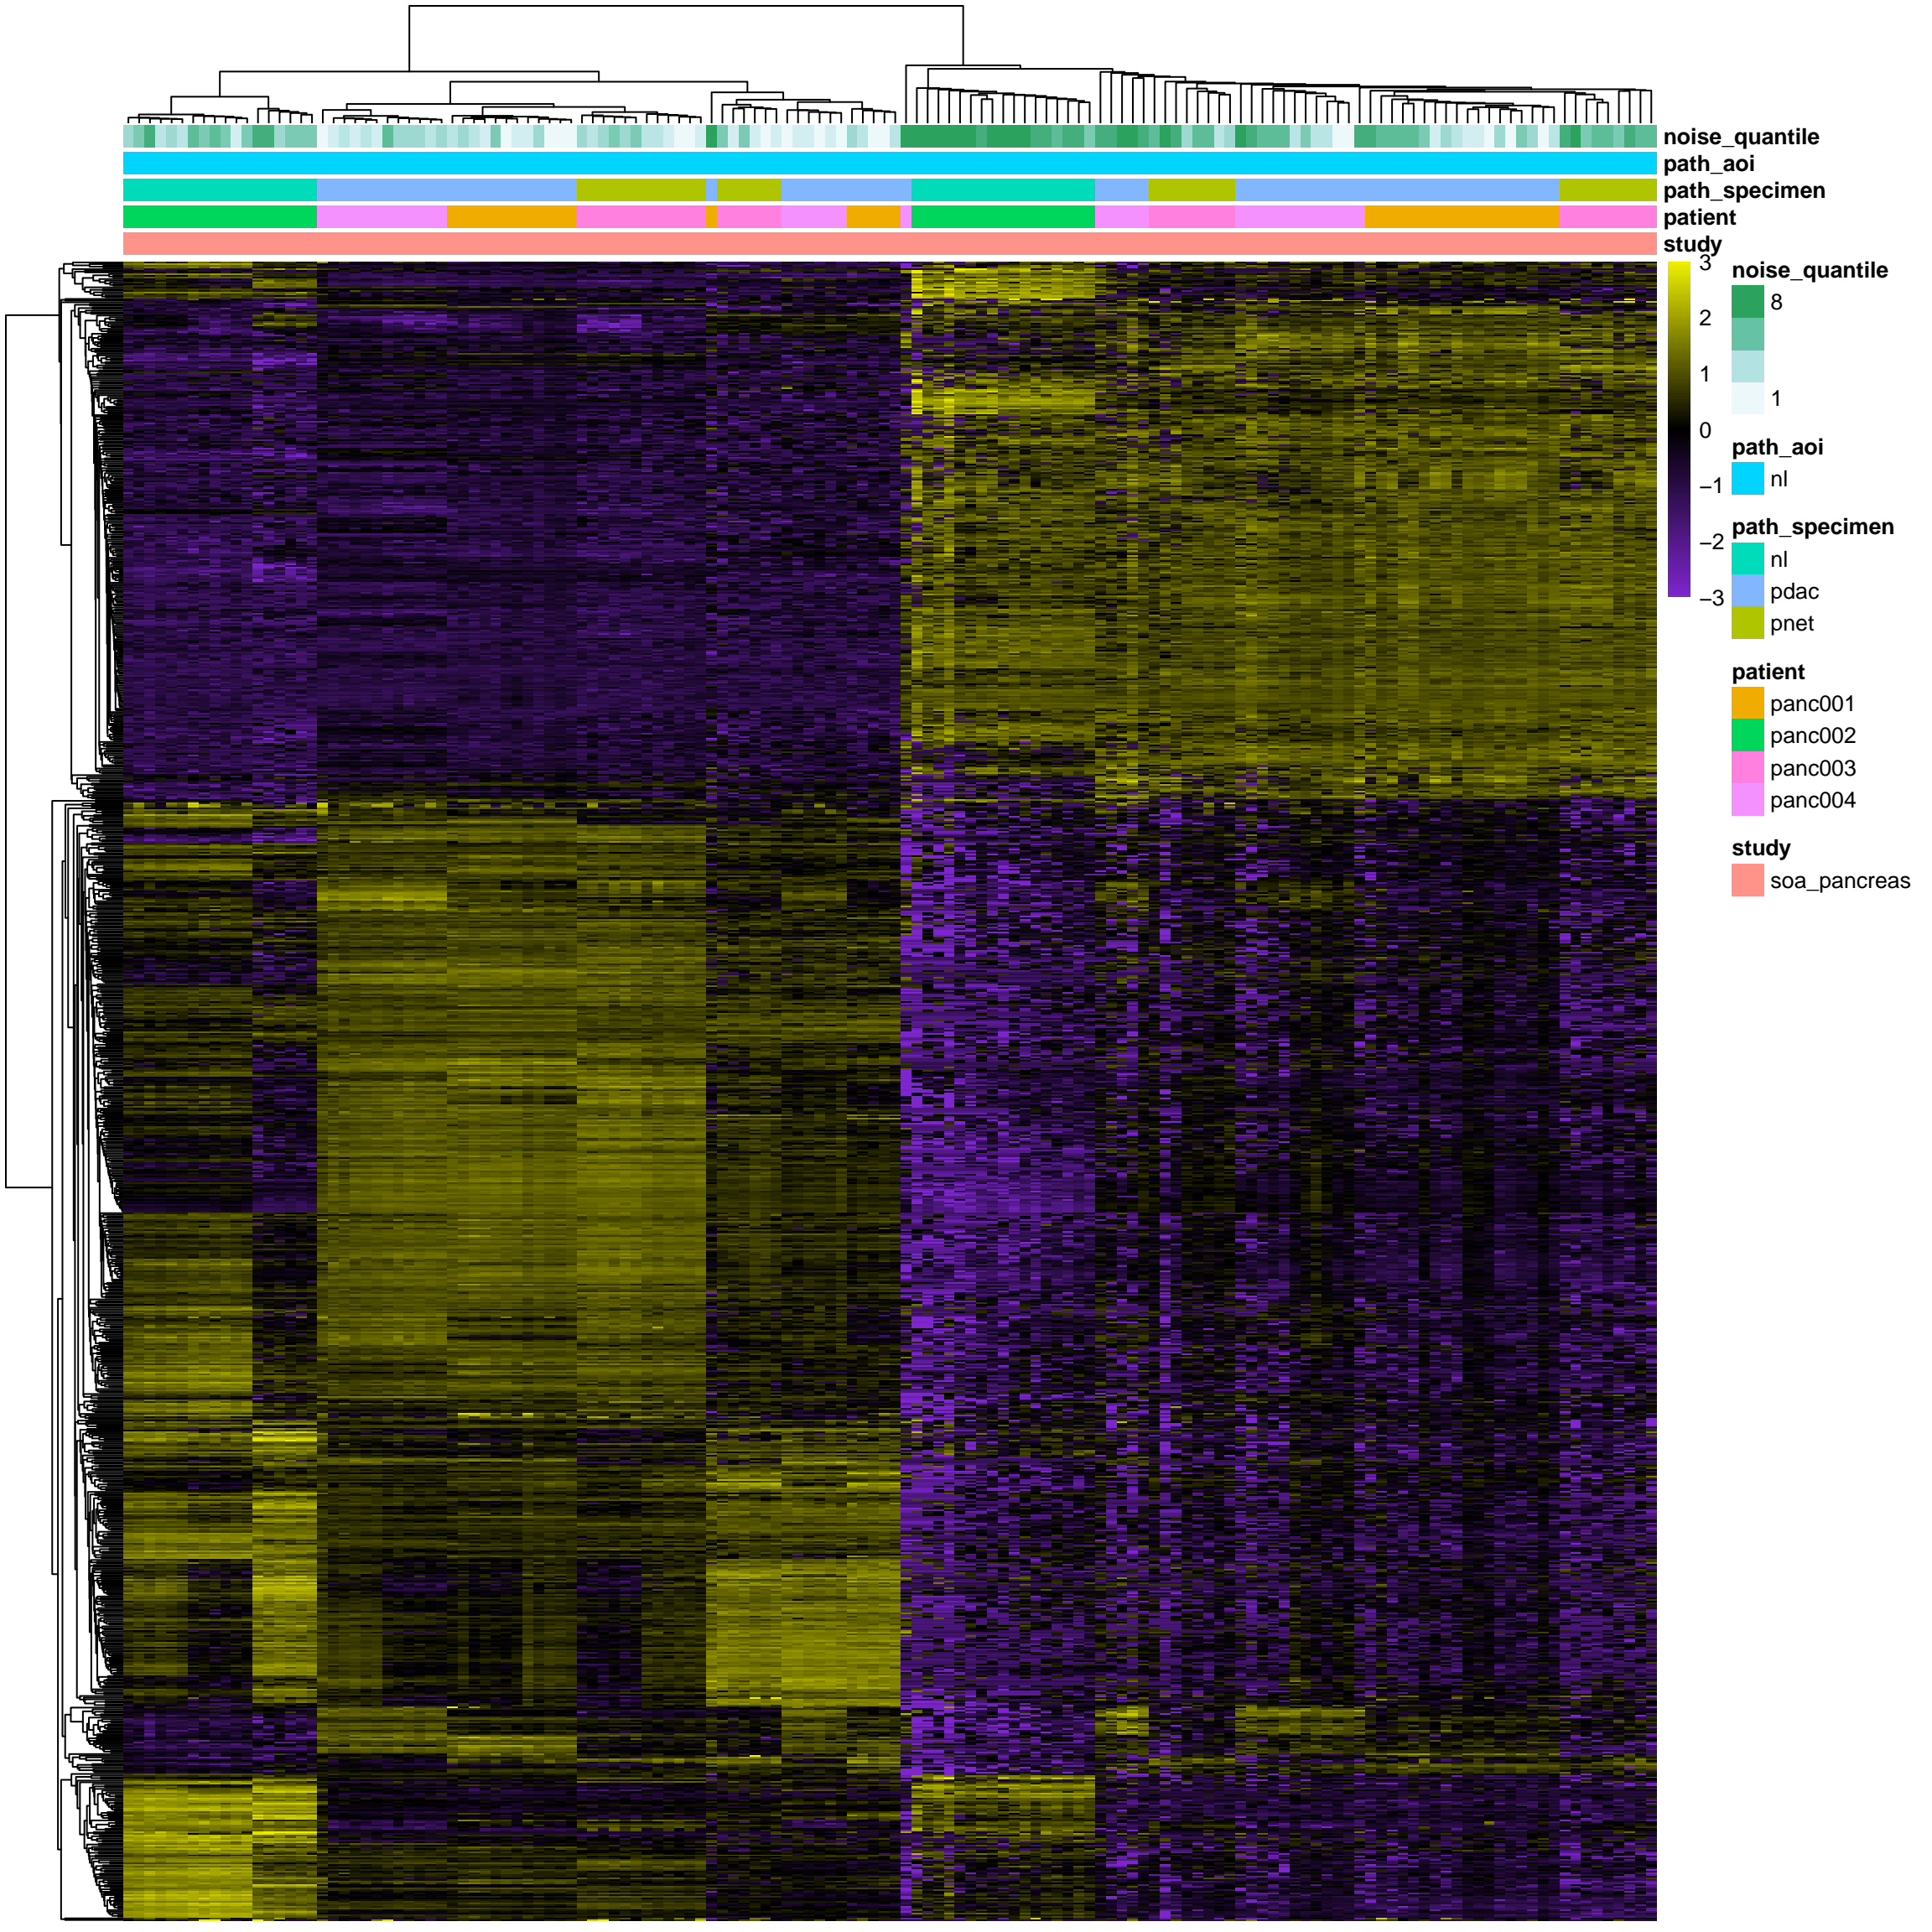 noise_quantile
path_aoi
path_specimen
patient
study
3
2
1
0
−1
−2
−3
noise_quantile
8
1
path_aoi
nl
path_specimen
nl
pdac
pnet
patient
panc001
panc002
panc003
panc004
study
soa_pancreas